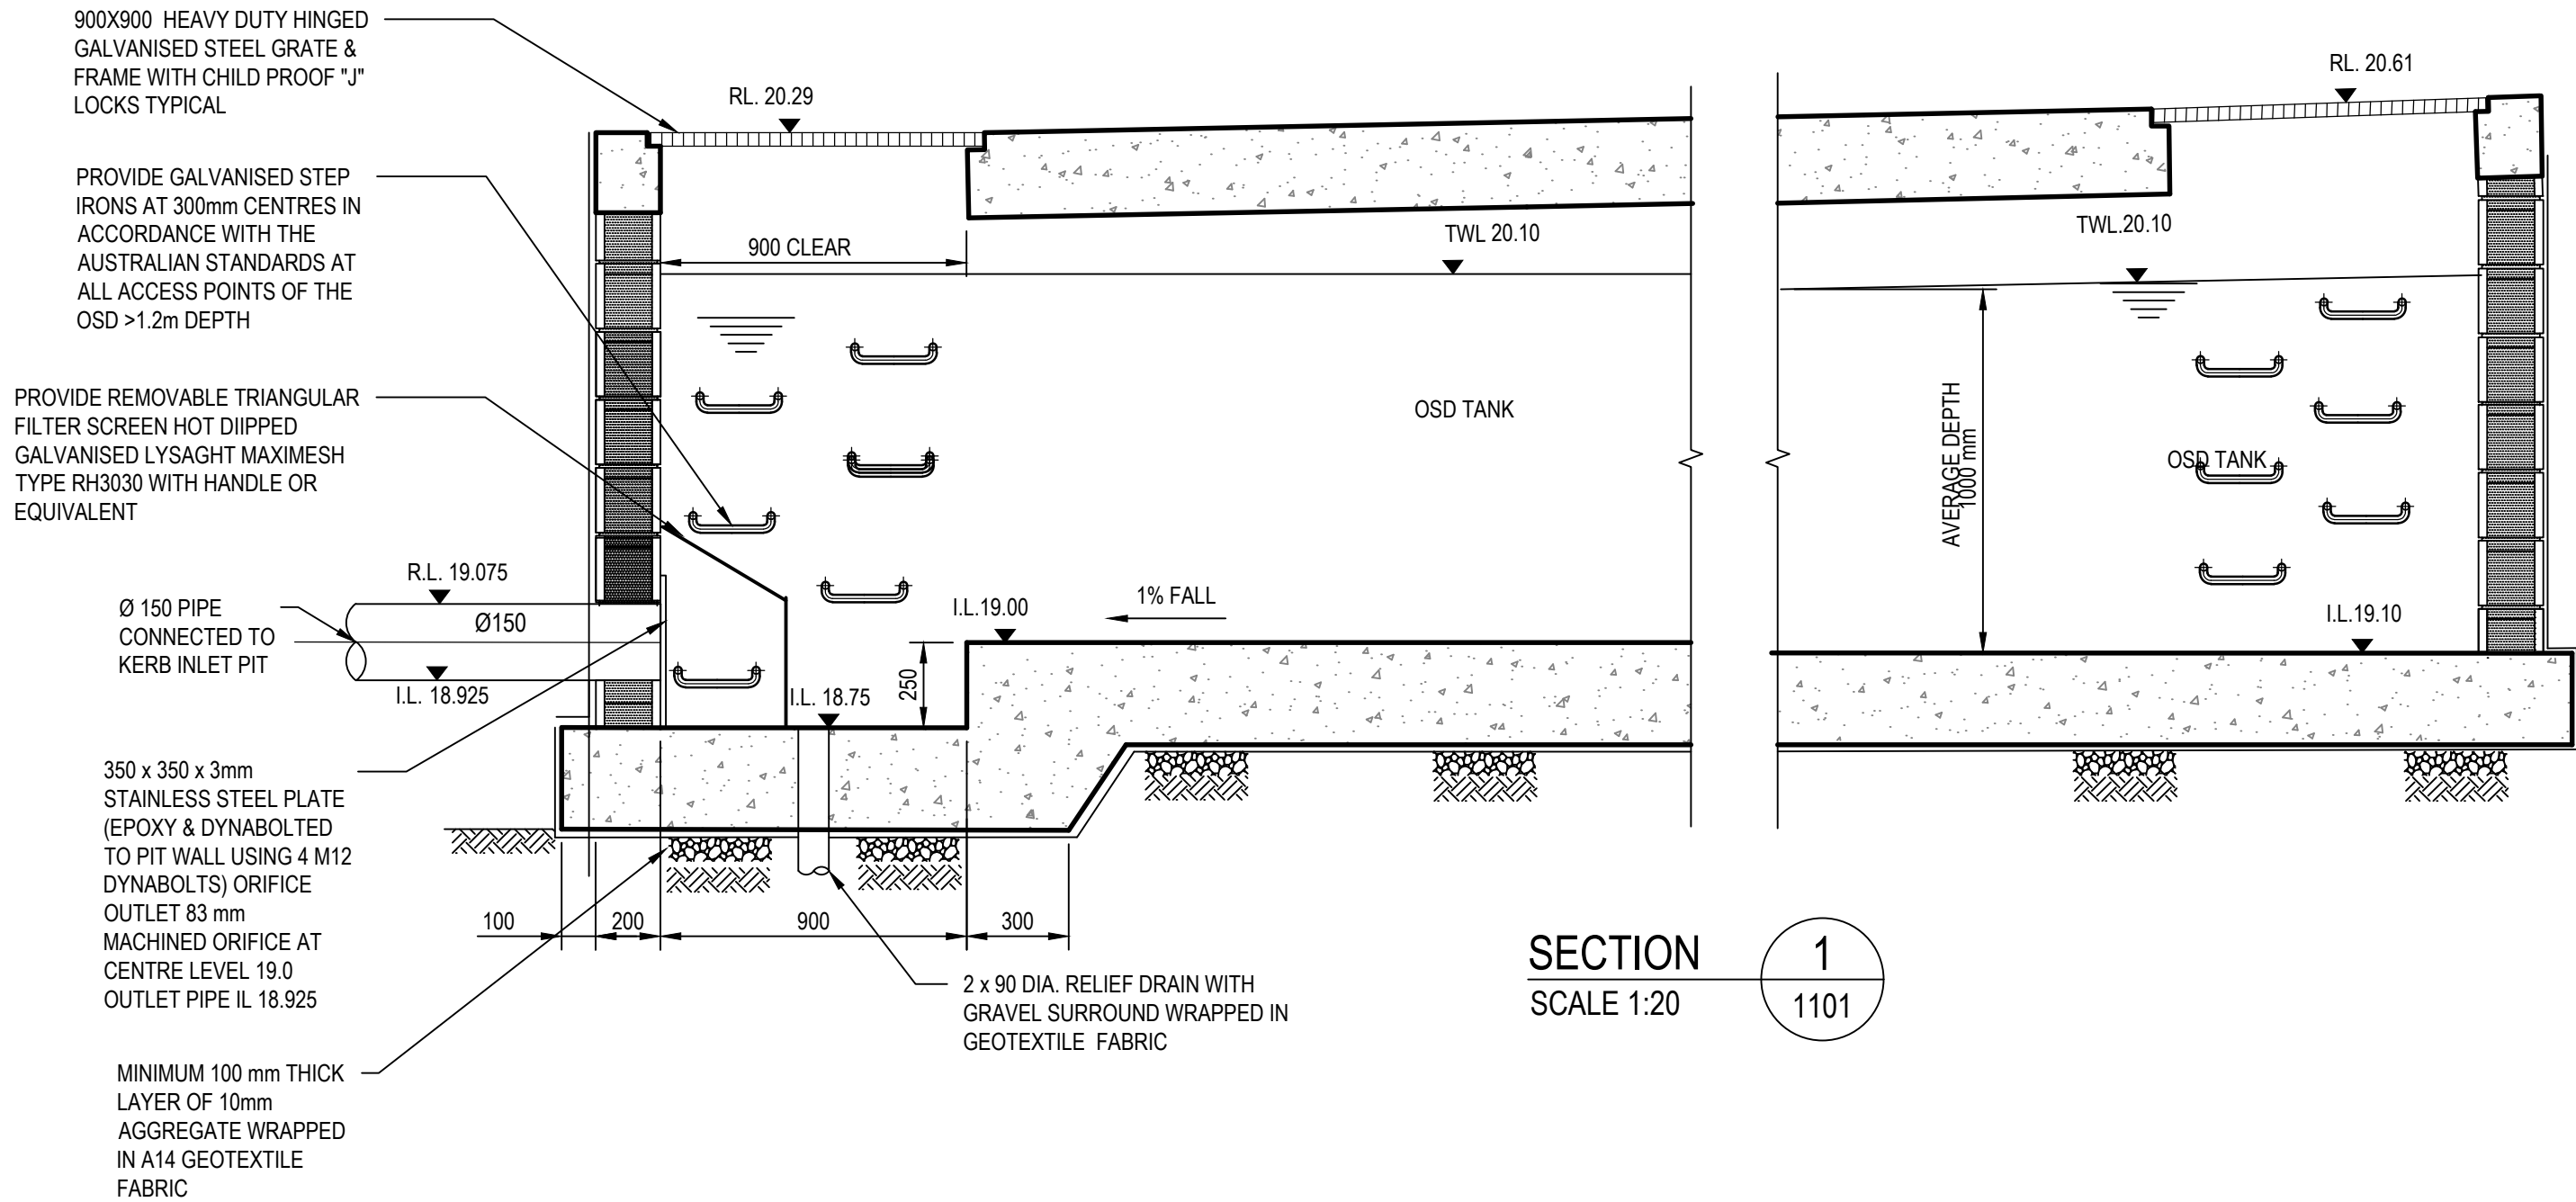 900X900 HEAVY DUTY HINGED
GALVANISED STEEL GRATE &
FRAME WITH CHILD PROOF "J"
LOCKS TYPICAL
PROVIDE GALVANISED STEP
IRONS AT 300mm CENTRES IN
ACCORDANCE WITH THE
AUSTRALIAN STANDARDS AT
ALL ACCESS POINTS OF THE
OSD >1.2m DEPTH
PROVIDE REMOVABLE TRIANGULAR
FILTER SCREEN HOT DIIPPED
GALVANISED LYSAGHT MAXIMESH
TYPE RH3030 WITH HANDLE OR
EQUIVALENT
R.L. 19.075
Ø 150 PIPE
CONNECTED TO
KERB INLET PIT
Ø150
I.L. 18.925
350 x 350 x 3mm
STAINLESS STEEL PLATE
(EPOXY & DYNABOLTED
TO PIT WALL USING 4 M12
DYNABOLTS) ORIFICE
OUTLET 83 mm
MACHINED ORIFICE AT
CENTRE LEVEL 19.0
OUTLET PIPE IL 18.925
MINIMUM 100 mm THICK
LAYER OF 10mm
AGGREGATE WRAPPED
IN A14 GEOTEXTILE
FABRIC
RL. 20.29
900 CLEAR
TWL 20.10
OSD TANK
I.L.19.00
1% FALL
I.L. 18.75
250
100
200
900
300
2 x 90 DIA. RELIEF DRAIN WITH
GRAVEL SURROUND WRAPPED IN
GEOTEXTILE FABRIC
RL. 20.61
TWL.20.10
AVERAGE DEPTH
1000 mm
OSD TANK
I.L.19.10
SECTION
SCALE 1:20
1
1101